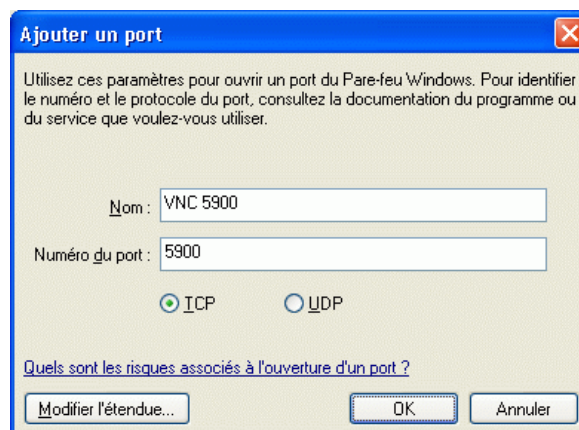 Ajouter un port
Utilisez ces paramètres pour ouvrir un port du Pare-feu Windows. Pour identifier
le numéro et le protocole du port, consultez la documentation du programme ou
du service que voulez-vous utiliser.
Nom : VNC 5900
Numéro du port : 5900
TCP UDP
Quels sont les risques associés à l'ouverture d'un port ?
Modifier l'étendue... OK Annuler